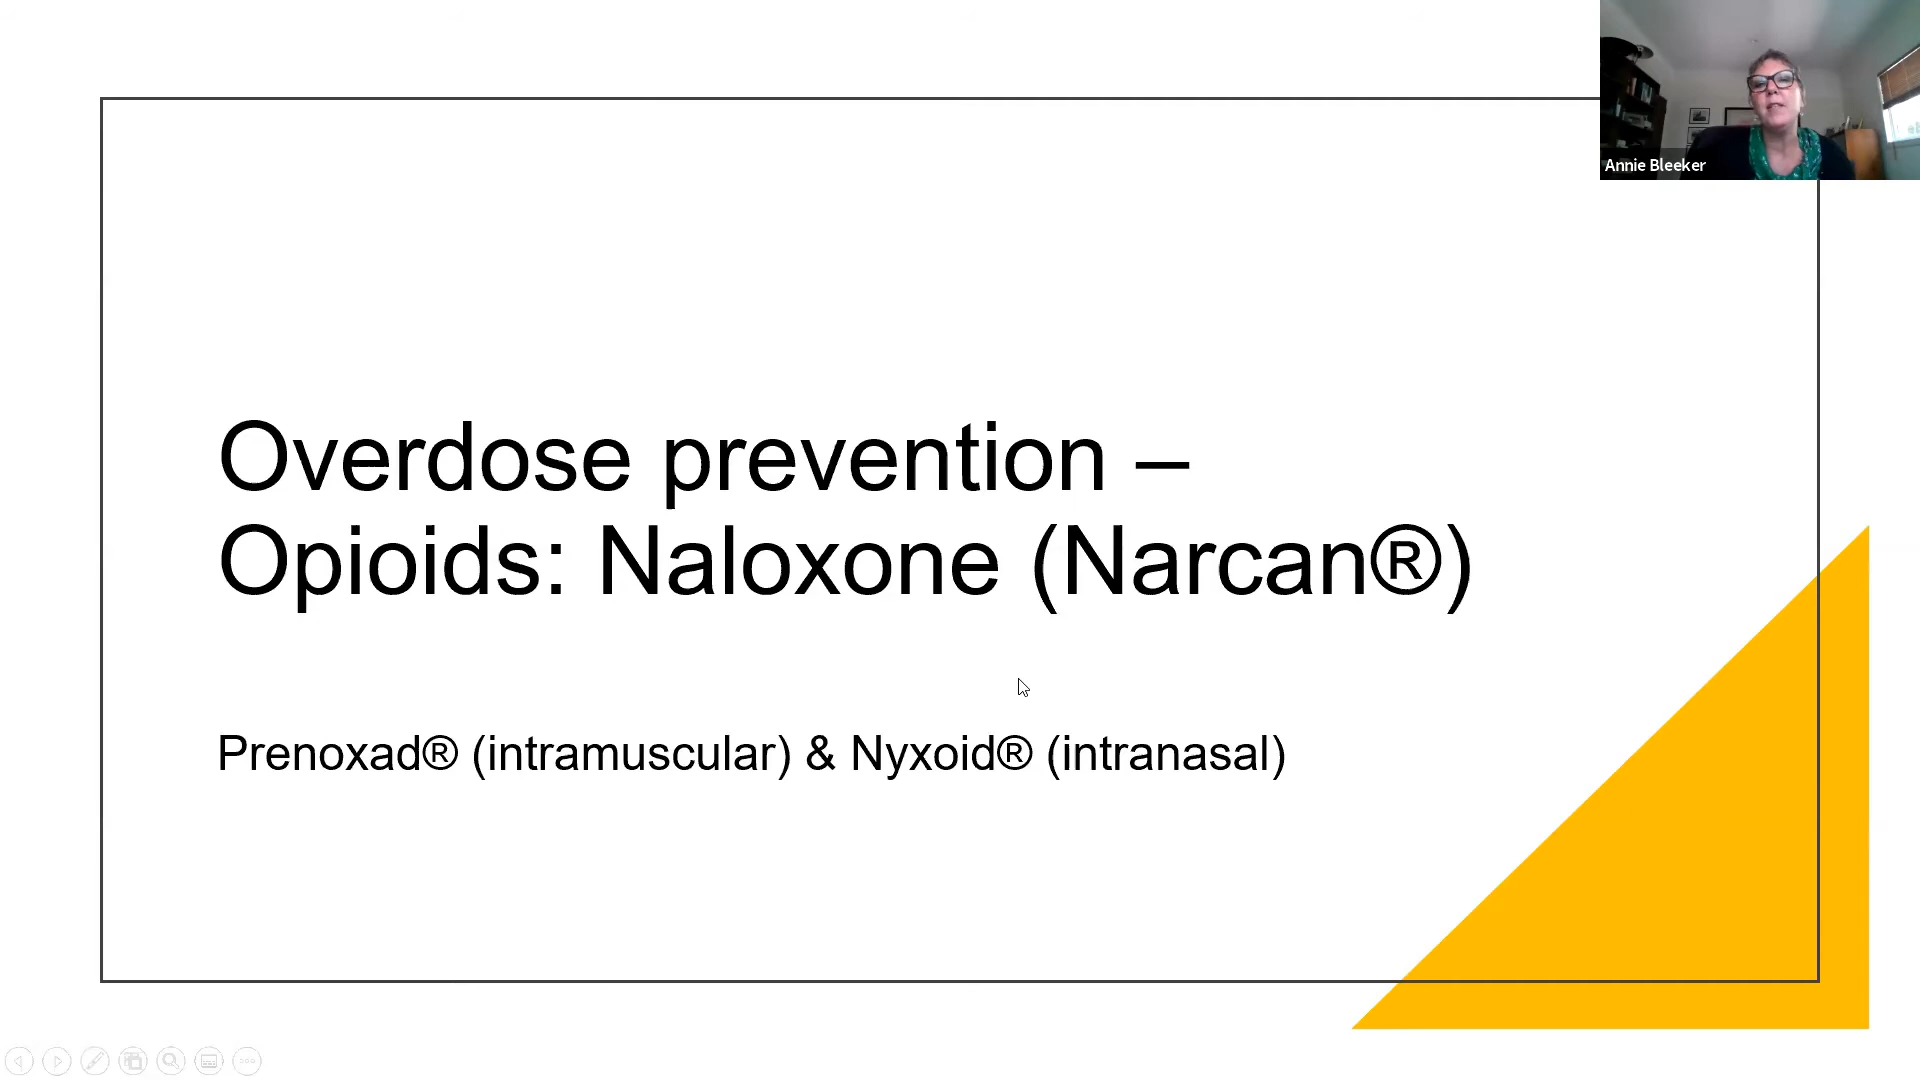 Annie Bleeker
Overdose prevention –
Opioids: Naloxone (Narcan®)
Prenoxad® (intramuscular) & Nyxoid® (intranasal)